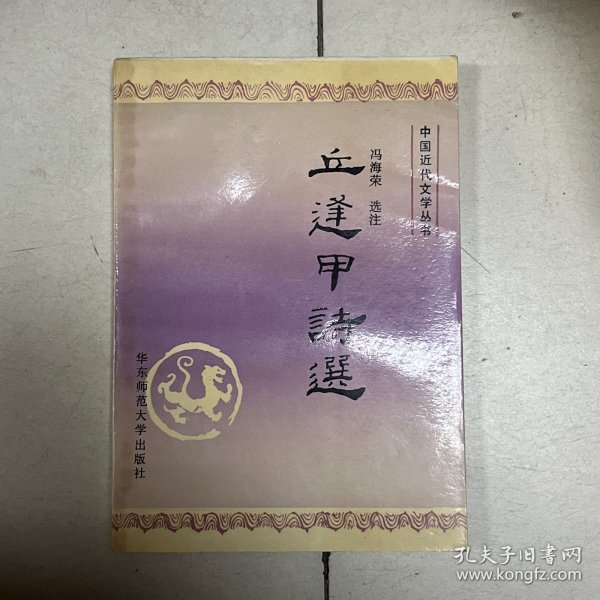 中国近代文学丛书
冯海荣 选注
丘逢甲詩選
华东师范大学出版社
孔夫子旧书网
www.kongfz.com